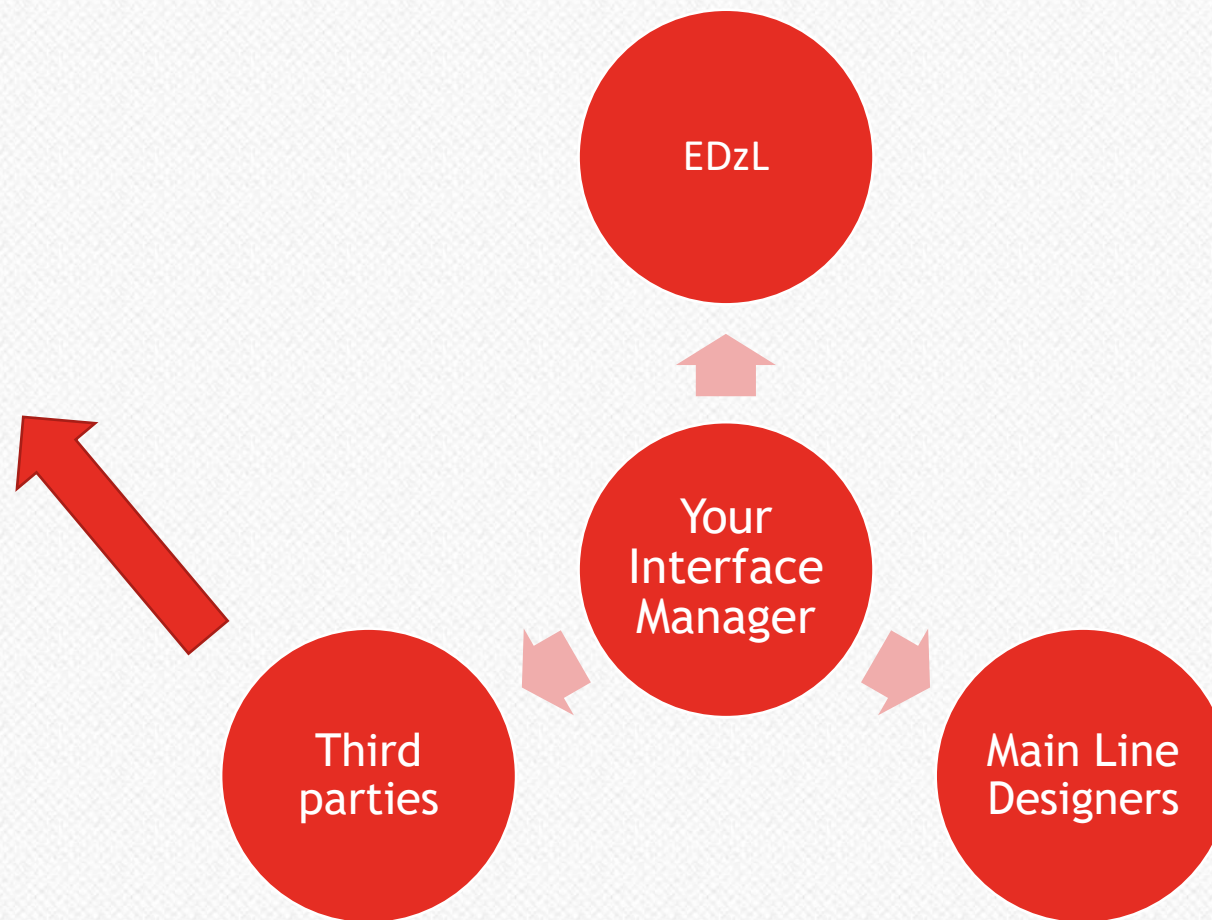 EDzL
Your
Interface
Manager
Third
parties
Main Line
Designers